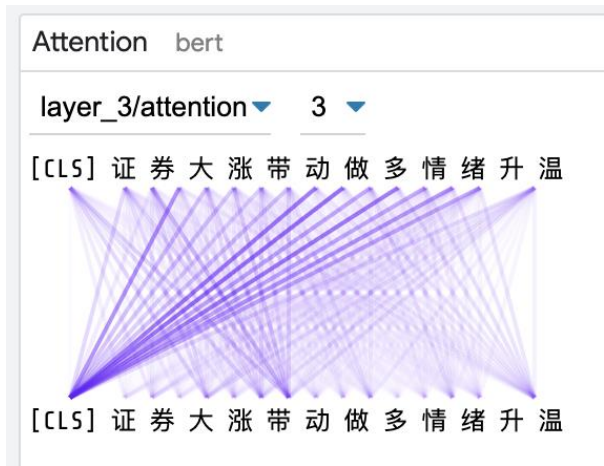 Attention bert
layer_3/attention 3
[CLS] 证 券 大 涨 带 动 做 多 情 绪 升 温
[CLS] 证 券 大 涨 带 动 做 多 情 绪 升 温